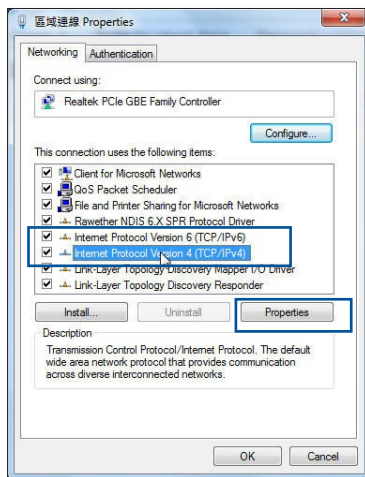 區域連線 Properties
Networking
Authentication
Connect using:
Realtek PCIe GBE Family Controller
Configure...
This connection uses the following items:
Client for Microsoft Networks
QoS Packet Scheduler
File and Printer Sharing for Microsoft Networks
Rawether NDIS 6.X SPR Protocol Driver
Internet Protocol Version 6 (TCP/IPv6)
Internet Protocol Version 4 (TCP/IPv4)
Link-Layer Topology Discovery Mapper I/O Driver
Link-Layer Topology Discovery Responder
Install...
Uninstall
Properties
Description
Transmission Control Protocol/Internet Protocol. The default
wide area network protocol that provides communication
across diverse interconnected networks.
OK
Cancel